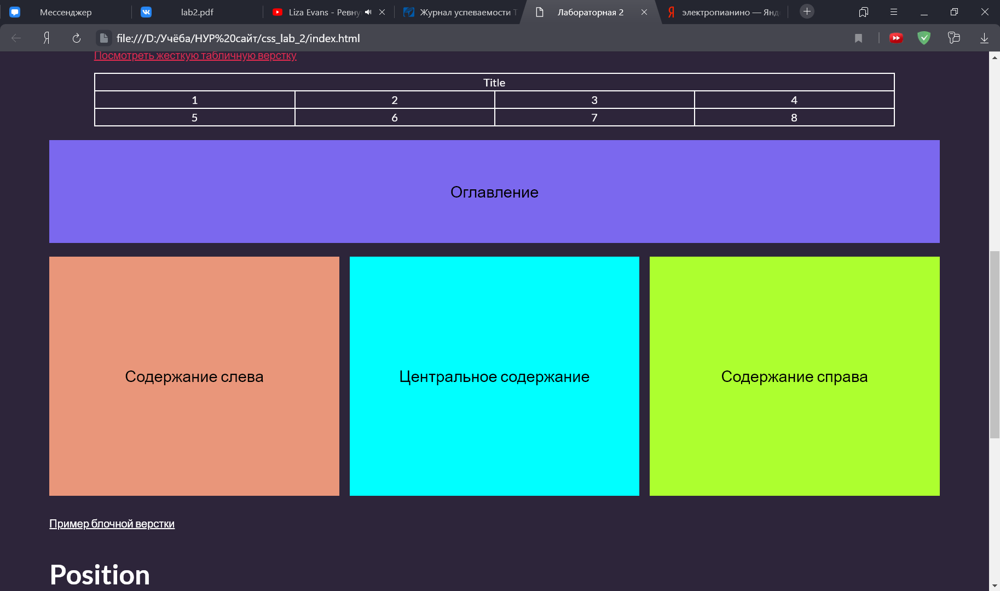 Мессенджер
lab2.pdf
Liza Evans - Ревну
Журнал успеваемости Т
Лабораторная 2
электропианино — Янд
file:///D:/Учёба/НУР%20сайт/css_lab_2/index.html
Посмотреть жесткую табличную верстку
Title
1 2 3 4
5 6 7 8
Оглавление
Содержание слева
Центральное содержание
Содержание справа
Пример блочной верстки
Position